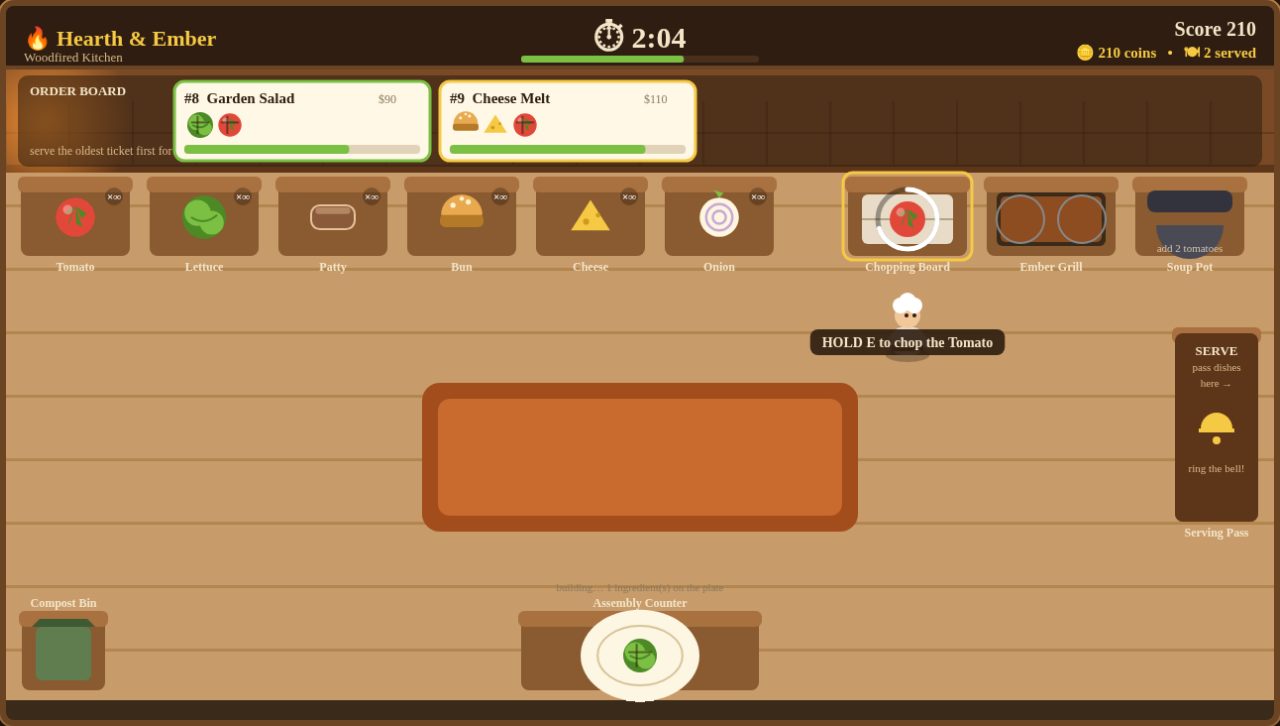 Hearth & Ember
Woodfired Kitchen
2:04
Score 210
210 coins • 2 served
ORDER BOARD
serve the oldest ticket first for
#8 Garden Salad $90
#9 Cheese Melt $110
×∞ ×∞ ×∞ ×∞ ×∞ ×∞
add 2 tomatoes
Tomato Lettuce Patty Bun Cheese Onion Chopping Board Ember Grill Soup Pot
HOLD E to chop the Tomato
SERVE
pass dishes
here →
ring the bell!
Serving Pass
building... 1 ingredient(s) on the plate
Compost Bin
Assembly Counter